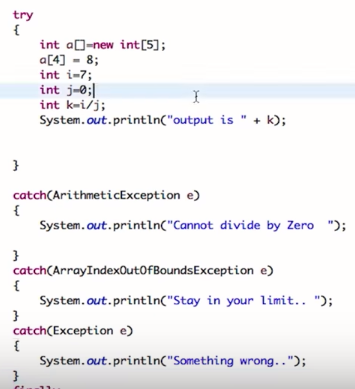 try
{
int a[]=new int[5];
a[4] = 8;
int i=7;
int j=0;
int k=i/j;
System.out.println("output is " + k);
}
catch(ArithmeticException e)
{
System.out.println("Cannot divide by Zero  ");
}
catch(ArrayIndexOutOfBoundsException e)
{
System.out.println("Stay in your limit.. ");
}
catch(Exception e)
{
System.out.println("Something wrong..");
}